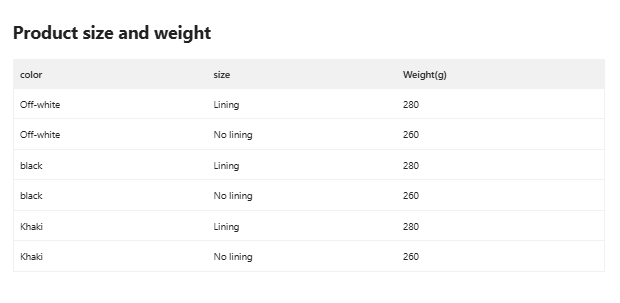 Product size and weight
color size Weight(g)
Off-white Lining 280
Off-white No lining 260
black Lining 280
black No lining 260
Khaki Lining 280
Khaki No lining 260